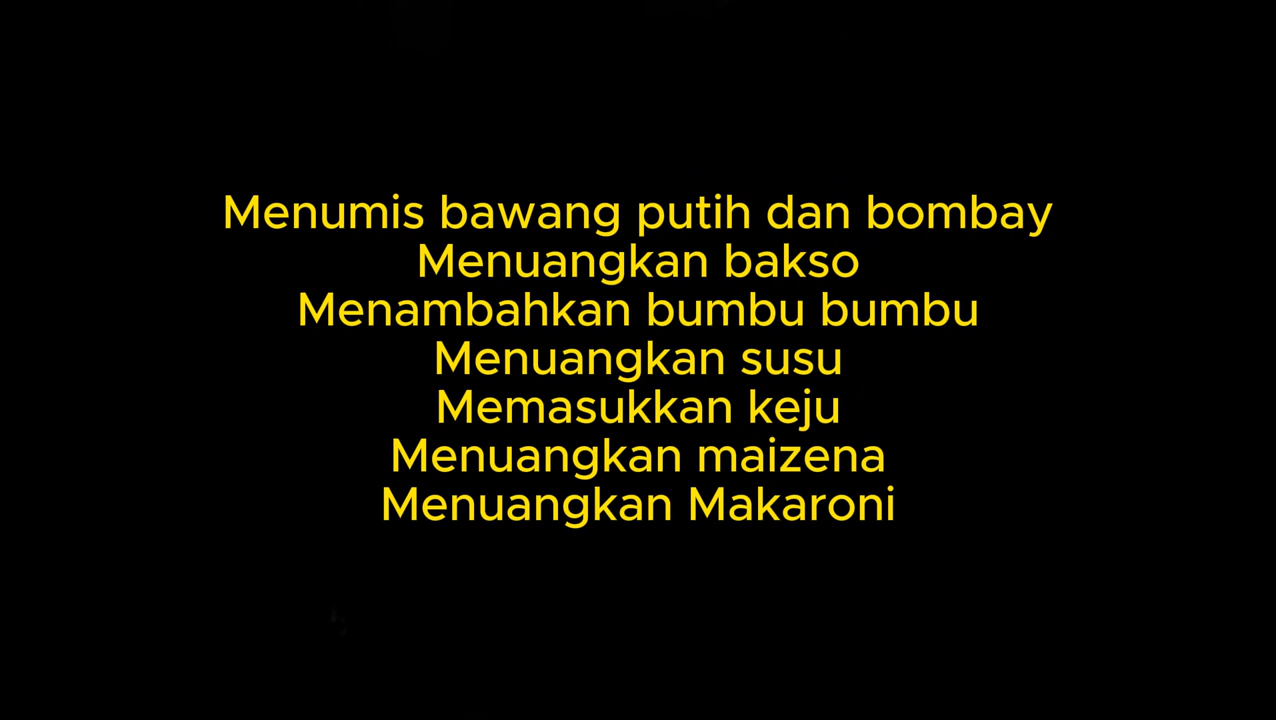 Menumis bawang putih dan bombay
Menuangkan bakso
Menambahkan bumbu bumbu
Menuangkan susu
Memasukkan keju
Menuangkan maizena
Menuangkan Makaroni